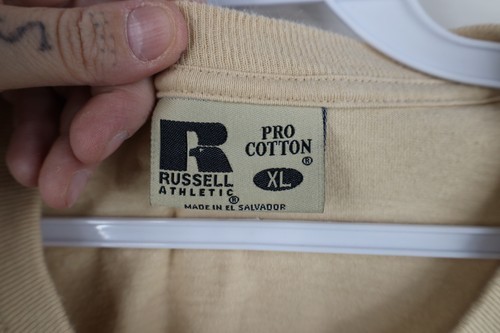 R
RUSSELL
ATHLETIC®
PRO
COTTON®
XL
MADE IN EL SALVADOR